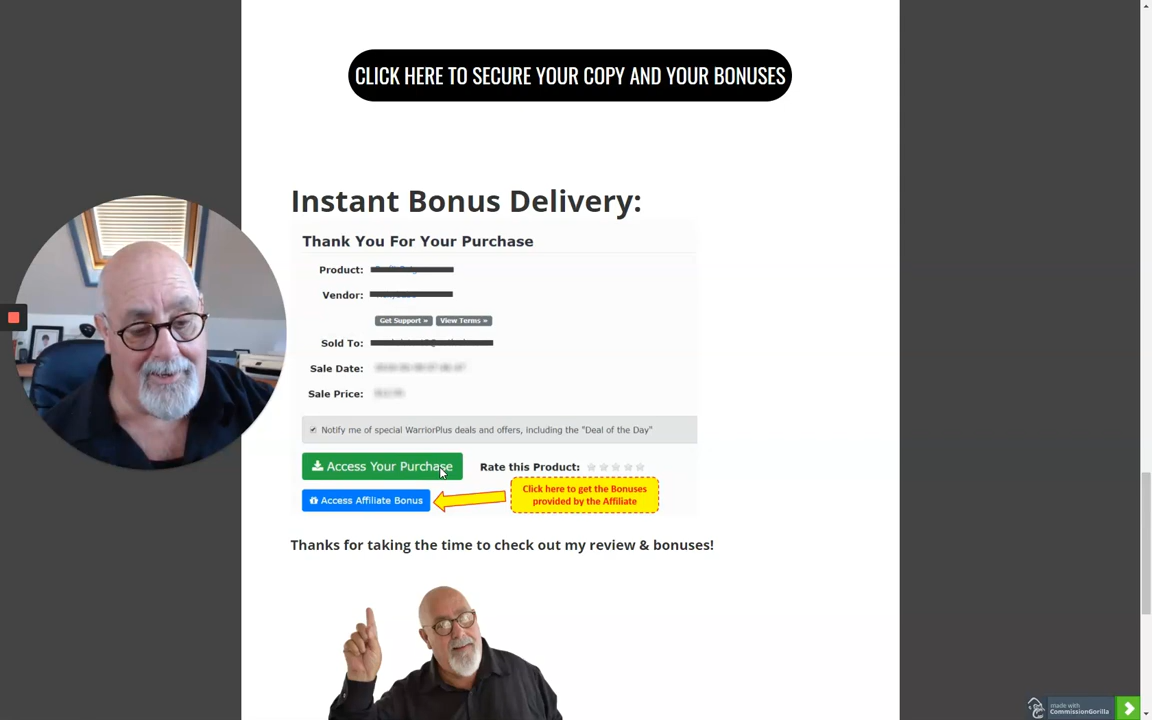 CLICK HERE TO SECURE YOUR COPY AND YOUR BONUSES
Instant Bonus Delivery:
Thank You For Your Purchase
Product:
Vendor:
Get Support » View Terms »
Sold To:
Sale Date:
Sale Price:
Notify me of special WarriorPlus deals and offers, including the "Deal of the Day"
Access Your Purchase Rate this Product:
Access Affiliate Bonus
Click here to get the Bonuses
provided by the Affiliate
Thanks for taking the time to check out my review & bonuses!
made with
CommissionGorilla